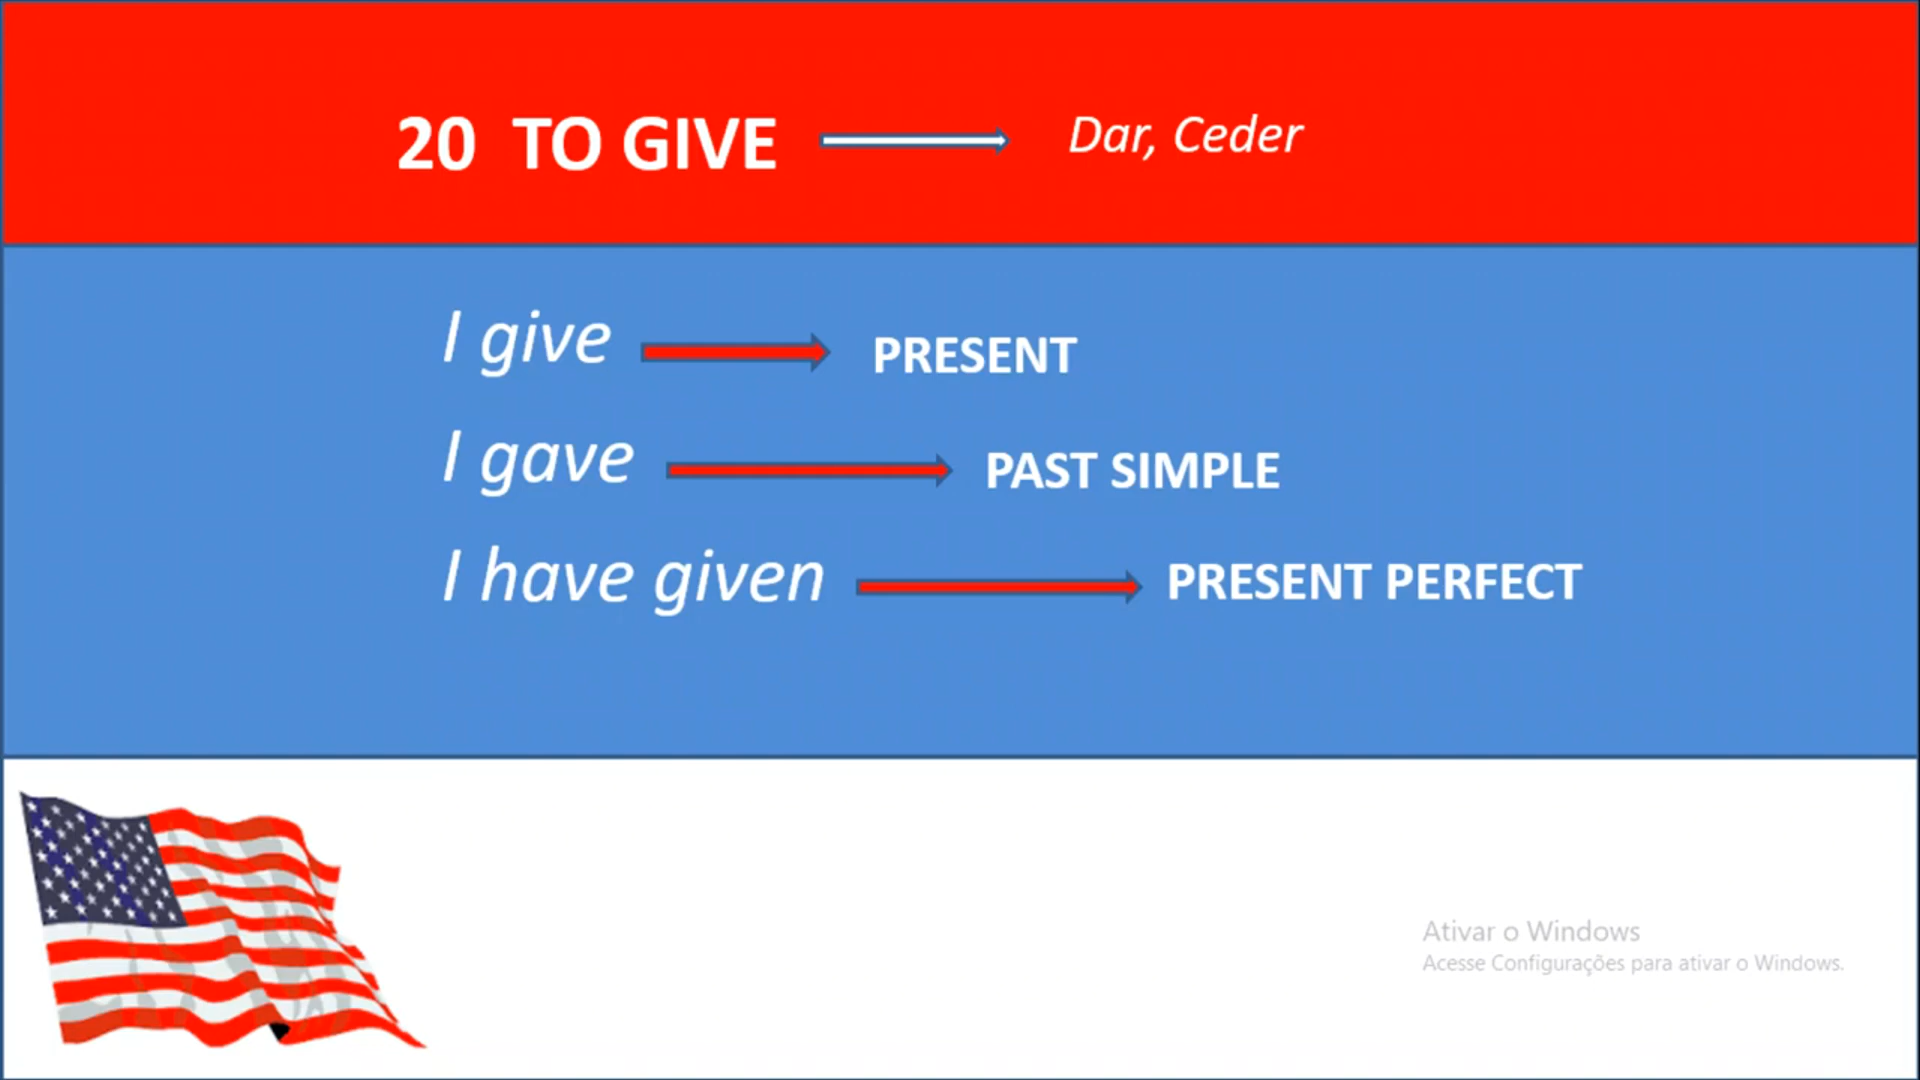 20 TO GIVE Dar, Ceder
I give PRESENT
I gave PAST SIMPLE
I have given PRESENT PERFECT
Ativar o Windows
Acesse Configurações para ativar o Windows.